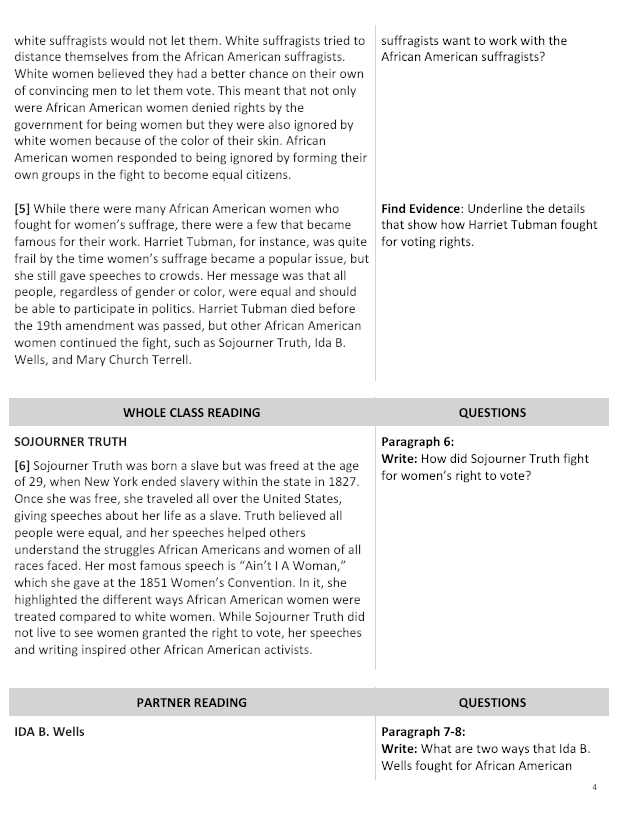 white suffragists would not let them. White suffragists tried to
distance themselves from the African American suffragists.
White women believed they had a better chance on their own
of convincing men to let them vote. This meant that not only
were African American women denied rights by the
government for being women but they were also ignored by
white women because of the color of their skin. African
American women responded to being ignored by forming their
own groups in the fight to become equal citizens.
suffragists want to work with the
African American suffragists?
[5] While there were many African American women who
fought for women’s suffrage, there were a few that became
famous for their work. Harriet Tubman, for instance, was quite
frail by the time women’s suffrage became a popular issue, but
she still gave speeches to crowds. Her message was that all
people, regardless of gender or color, were equal and should
be able to participate in politics. Harriet Tubman died before
the 19th amendment was passed, but other African American
women continued the fight, such as Sojourner Truth, Ida B.
Wells, and Mary Church Terrell.
Find Evidence: Underline the details
that show how Harriet Tubman fought
for voting rights.
WHOLE CLASS READING
QUESTIONS
SOJOURNER TRUTH
[6] Sojourner Truth was born a slave but was freed at the age
of 29, when New York ended slavery within the state in 1827.
Once she was free, she traveled all over the United States,
giving speeches about her life as a slave. Truth believed all
people were equal, and her speeches helped others
understand the struggles African Americans and women of all
races faced. Her most famous speech is “Ain’t I A Woman,”
which she gave at the 1851 Women’s Convention. In it, she
highlighted the different ways African American women were
treated compared to white women. While Sojourner Truth did
not live to see women granted the right to vote, her speeches
and writing inspired other African American activists.
Paragraph 6:
Write: How did Sojourner Truth fight
for women’s right to vote?
PARTNER READING
QUESTIONS
IDA B. Wells
Paragraph 7-8:
Write: What are two ways that Ida B.
Wells fought for African American
4